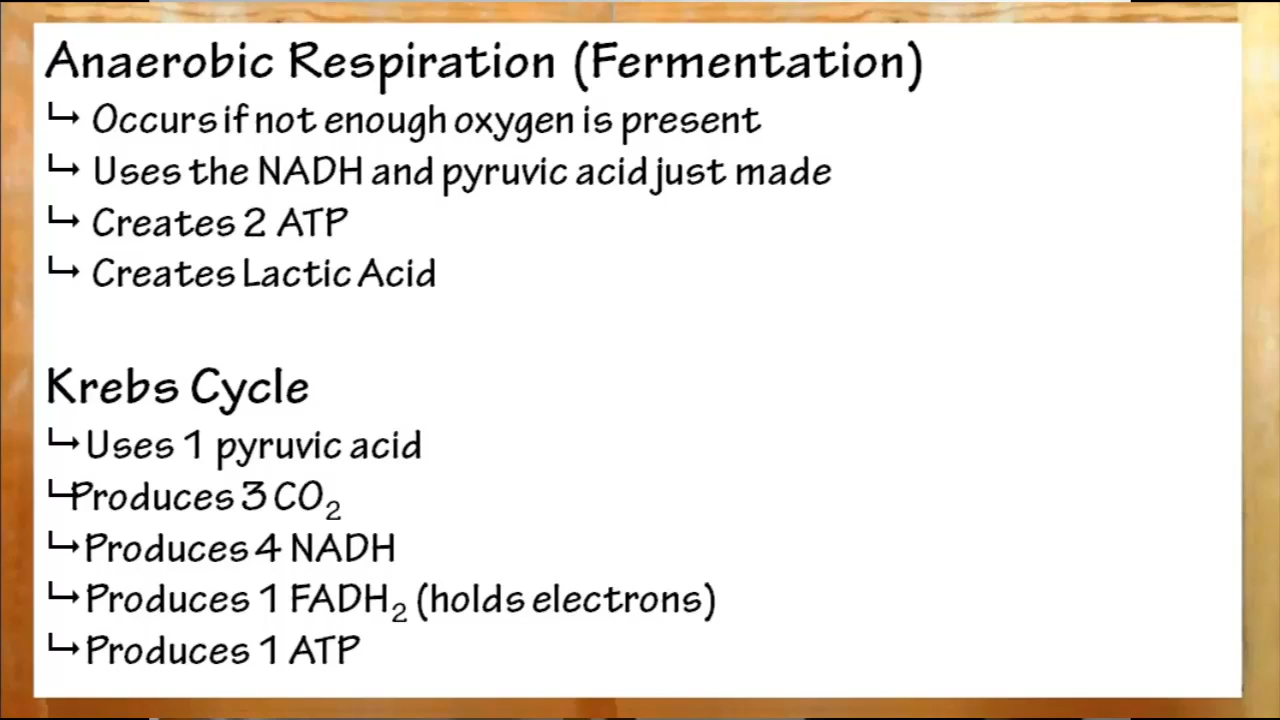 Anaerobic Respiration (Fermentation)
↳ Occurs if not enough oxygen is present
↳ Uses the NADH and pyruvic acid just made
↳ Creates 2 ATP
↳ Creates Lactic Acid
Krebs Cycle
↳ Uses 1 pyruvic acid
↳ Produces 3 CO₂
↳ Produces 4 NADH
↳ Produces 1 FADH₂ (holds electrons)
↳ Produces 1 ATP